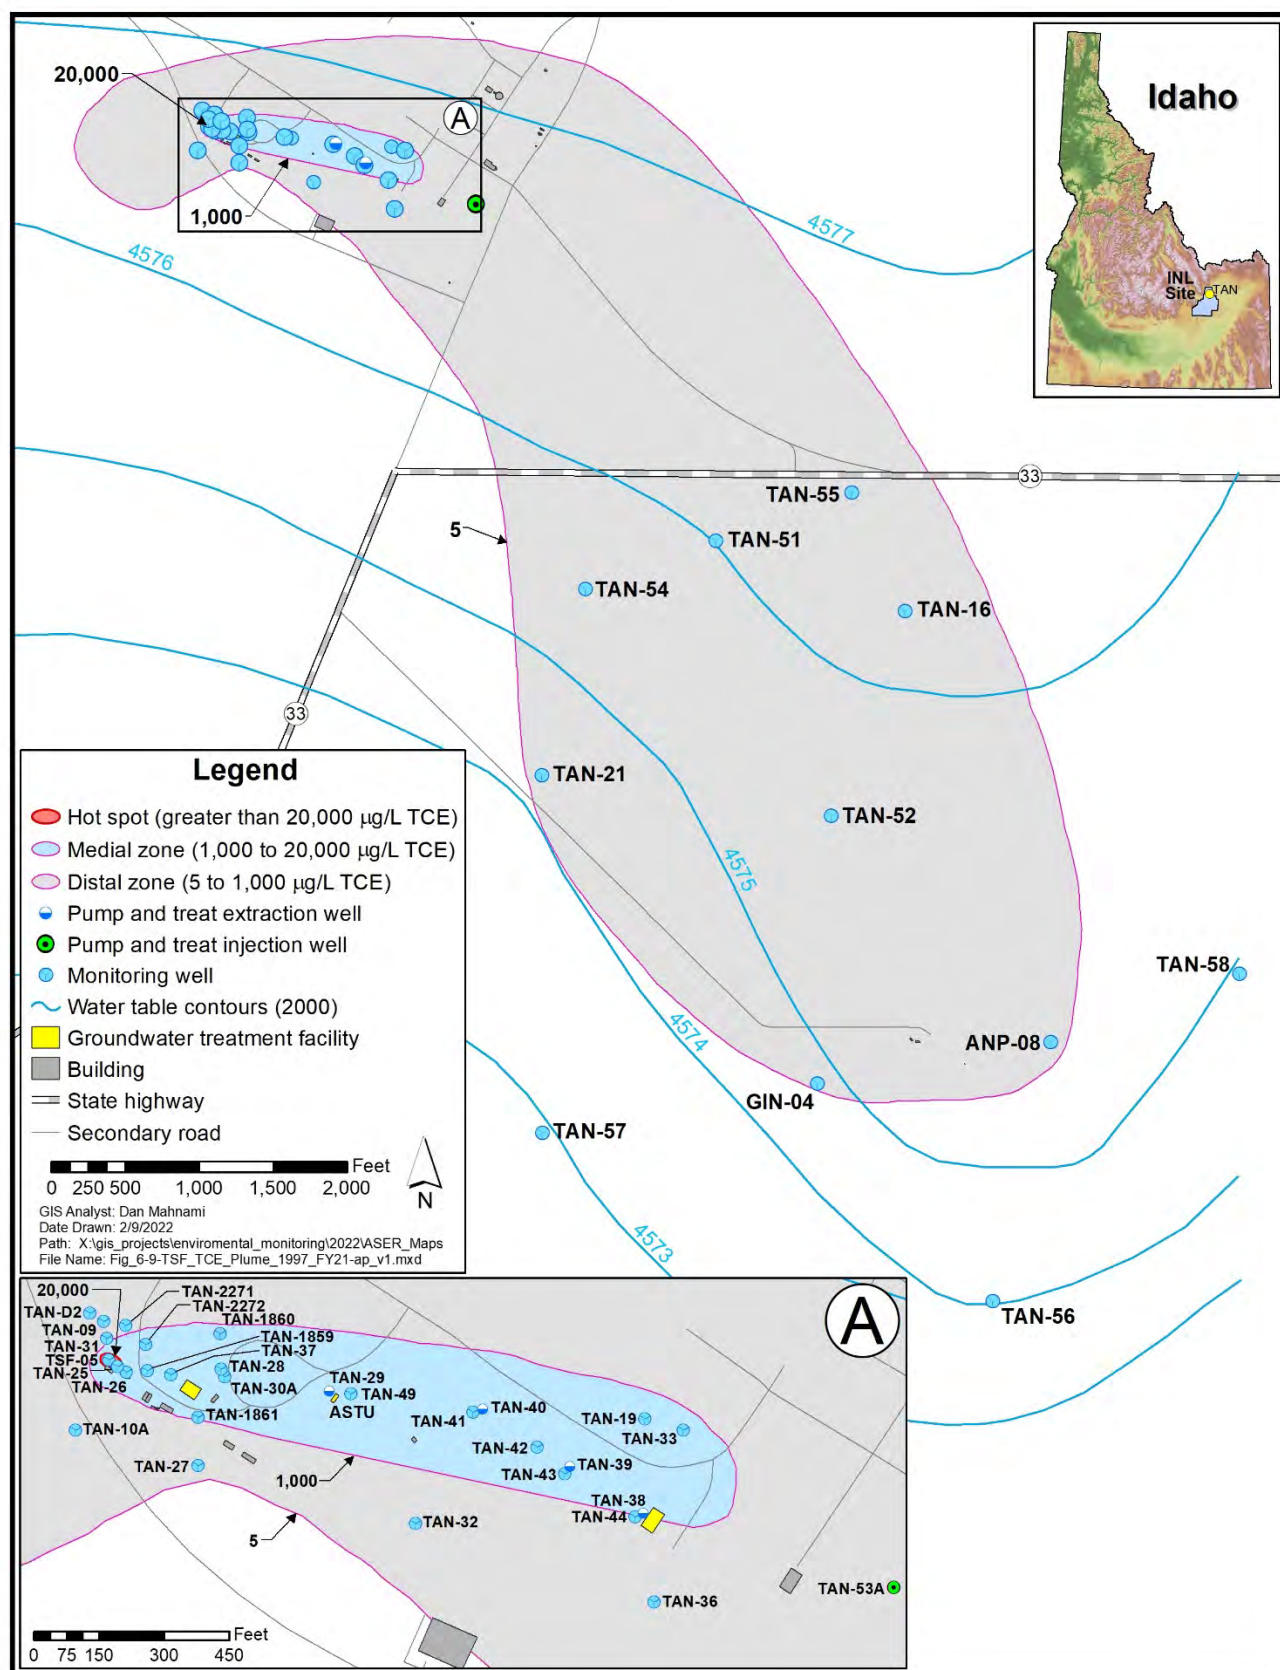 20,000
A
1,000
Idaho
INL
Site
TAN
4577
4576
33
TAN-55
5
TAN-51
TAN-54
TAN-16
33
TAN-21
TAN-52
4575
TAN-58
4574
ANP-08
GIN-04
TAN-57
4573
TAN-56
Legend
Hot spot (greater than 20,000 µg/L TCE)
Medial zone (1,000 to 20,000 µg/L TCE)
Distal zone (5 to 1,000 µg/L TCE)
Pump and treat extraction well
Pump and treat injection well
Monitoring well
Water table contours (2000)
Groundwater treatment facility
Building
State highway
Secondary road
Feet
0 250 500 1,000 1,500 2,000
N
GIS Analyst: Dan Mahnami
Date Drawn: 2/9/2022
Path: X:\gis_projects\enviromental_monitoring\2022\ASER_Maps
File Name: Fig_6-9-TSF_TCE_Plume_1997_FY21-ap_v1.mxd
A
20,000
TAN-2271
TAN-D2
TAN-2272
TAN-1860
TAN-09
TAN-1859
TAN-31
TAN-37
TSF-05
TAN-28
TAN-25
TAN-29
TAN-26
TAN-30A
TAN-49
ASTU
TAN-40
TAN-41
TAN-19
TAN-1861
TAN-33
TAN-10A
TAN-42
TAN-27
TAN-39
TAN-43
1,000
TAN-38
TAN-44
TAN-32
5
TAN-53A
TAN-36
Feet
0 75 150 300 450